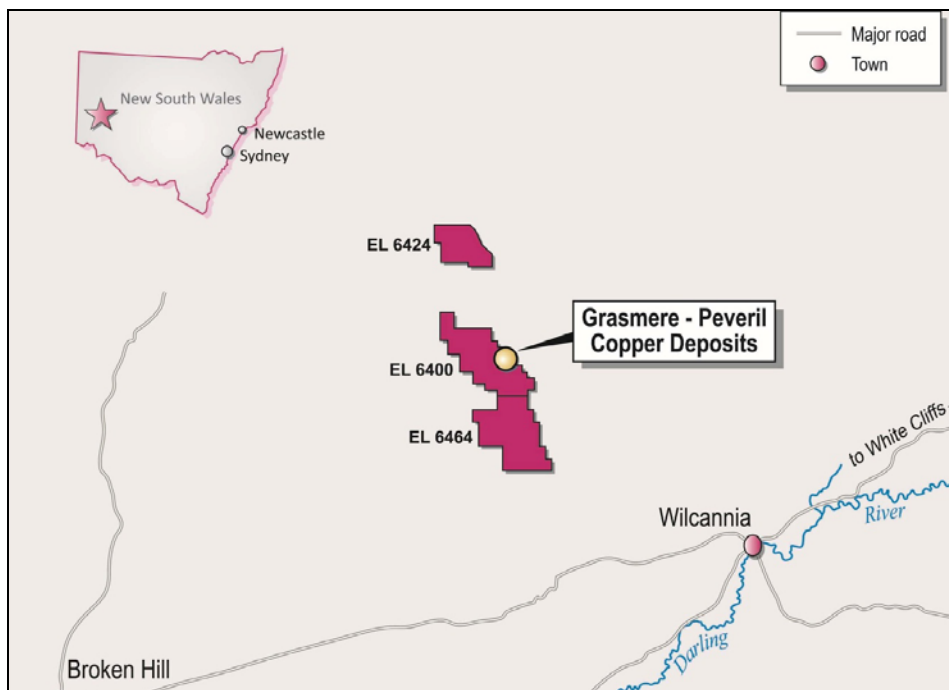 Major road
Town
New South Wales
Newcastle
Sydney
EL 6424
Grasmere - Peveril
Copper Deposits
EL 6400
EL 6464
to White Cliffs
River
Wilcannia
Darling
Broken Hill